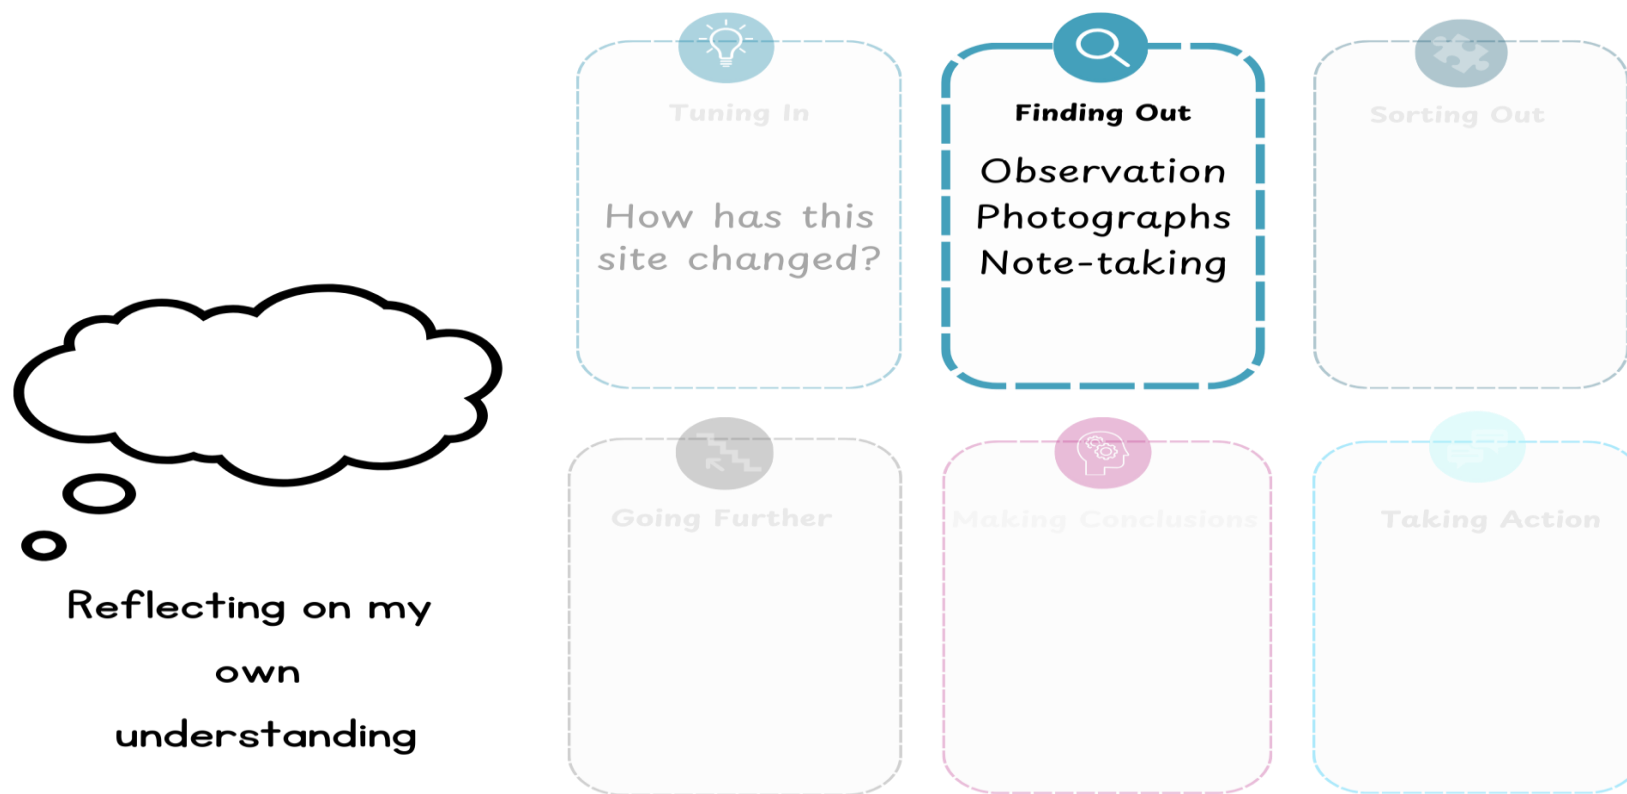 Tuning In
How has this
site changed?
Finding Out
Observation
Photographs
Note-taking
Sorting Out
Going Further
Making Conclusions
Taking Action
Reflecting on my
own
understanding